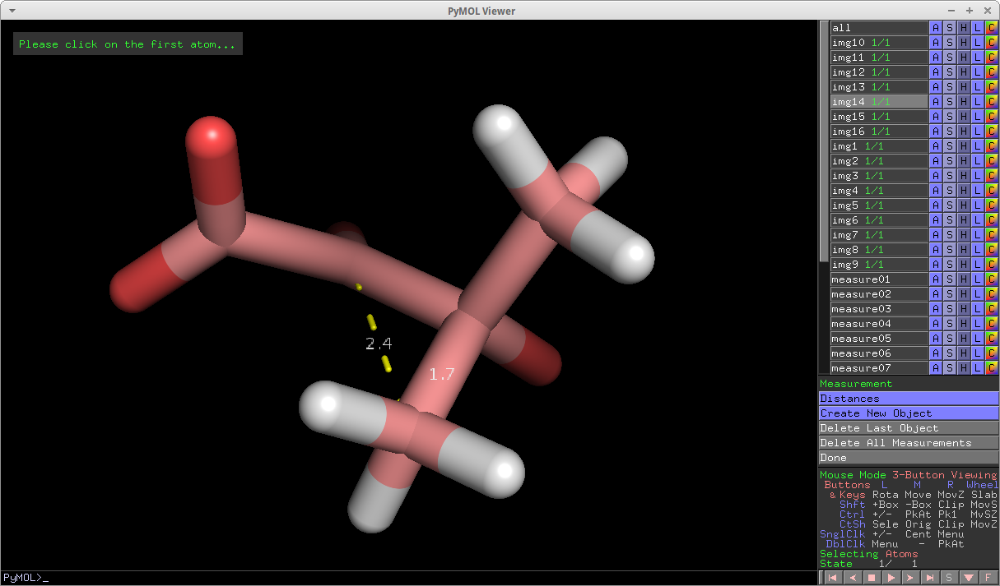 PyMOL Viewer
Please click on the first atom...
2.4
1.7
all A S H L C
img10 1/1 A S H L C
img11 1/1 A S H L C
img12 1/1 A S H L C
img13 1/1 A S H L C
img14 1/1 A S H L C
img15 1/1 A S H L C
img16 1/1 A S H L C
img1 1/1 A S H L C
img2 1/1 A S H L C
img3 1/1 A S H L C
img4 1/1 A S H L C
img5 1/1 A S H L C
img6 1/1 A S H L C
img7 1/1 A S H L C
img8 1/1 A S H L C
img9 1/1 A S H L C
measure01 A S H L C
measure02 A S H L C
measure03 A S H L C
measure04 A S H L C
measure05 A S H L C
measure06 A S H L C
measure07 A S H L C
Measurement
Distances
Create New Object
Delete Last Object
Delete All Measurements
Done
Mouse Mode 3-Button Viewing
Buttons L M R Wheel
& Keys Rota Move MovZ Slab
Shft +Box -Box Clip MovS
Ctrl +/- PkAt Pk1 MvSZ
CtSh Sele Orig Clip MovZ
SnglClk +/- Cent Menu
DblClk Menu - PkAt
Selecting Atoms
State 1/ 1
S F
PyMOL>_